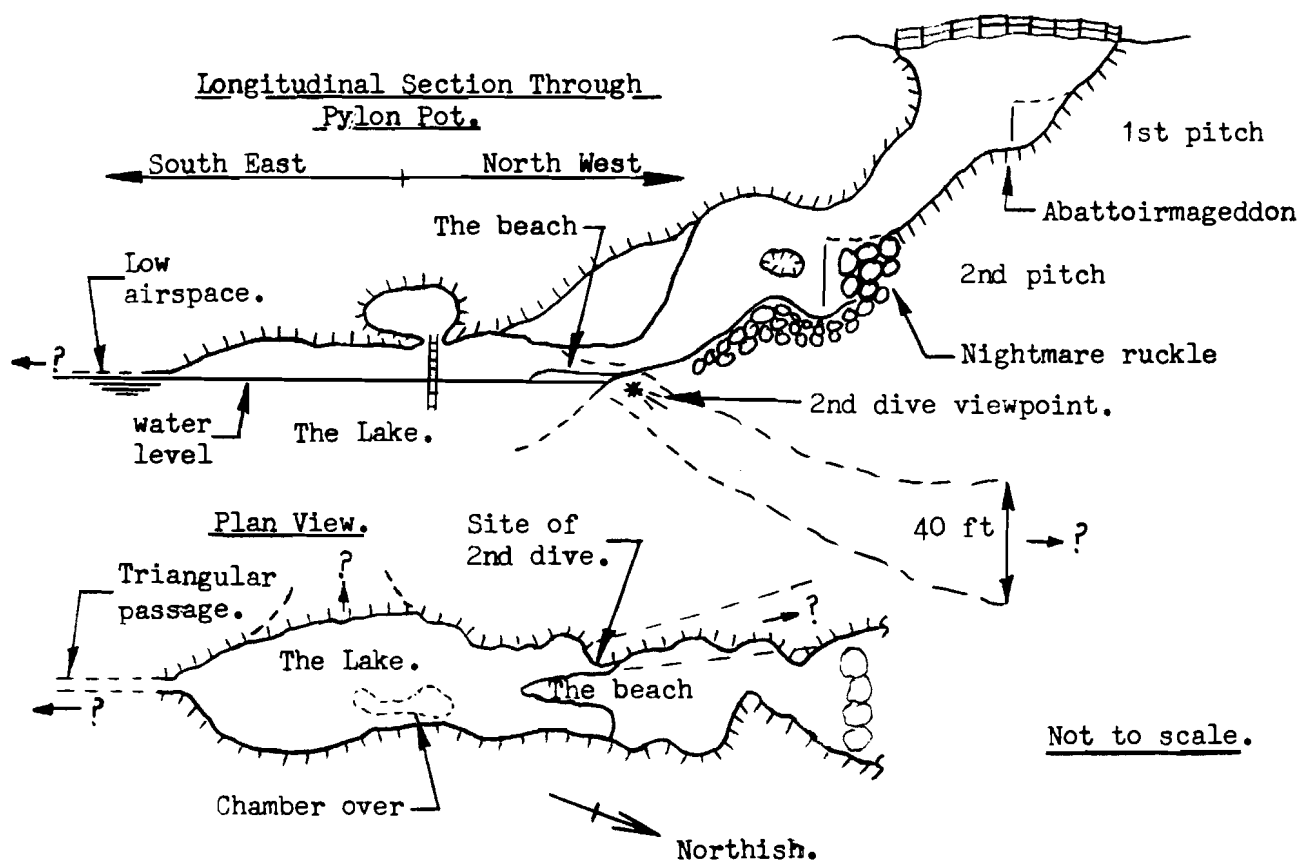 Longitudinal Section Through
Pylon Pot.
South East
North West
1st pitch
Abattoirmageddon
The beach
Low
airspace.
2nd pitch
?
Nightmare ruckle
2nd dive viewpoint.
water
level
The Lake.
40 ft
?
Plan View.
Site of
2nd dive.
Triangular
passage.
?
?
The Lake.
The beach
?
Not to scale.
Chamber over
Northish.